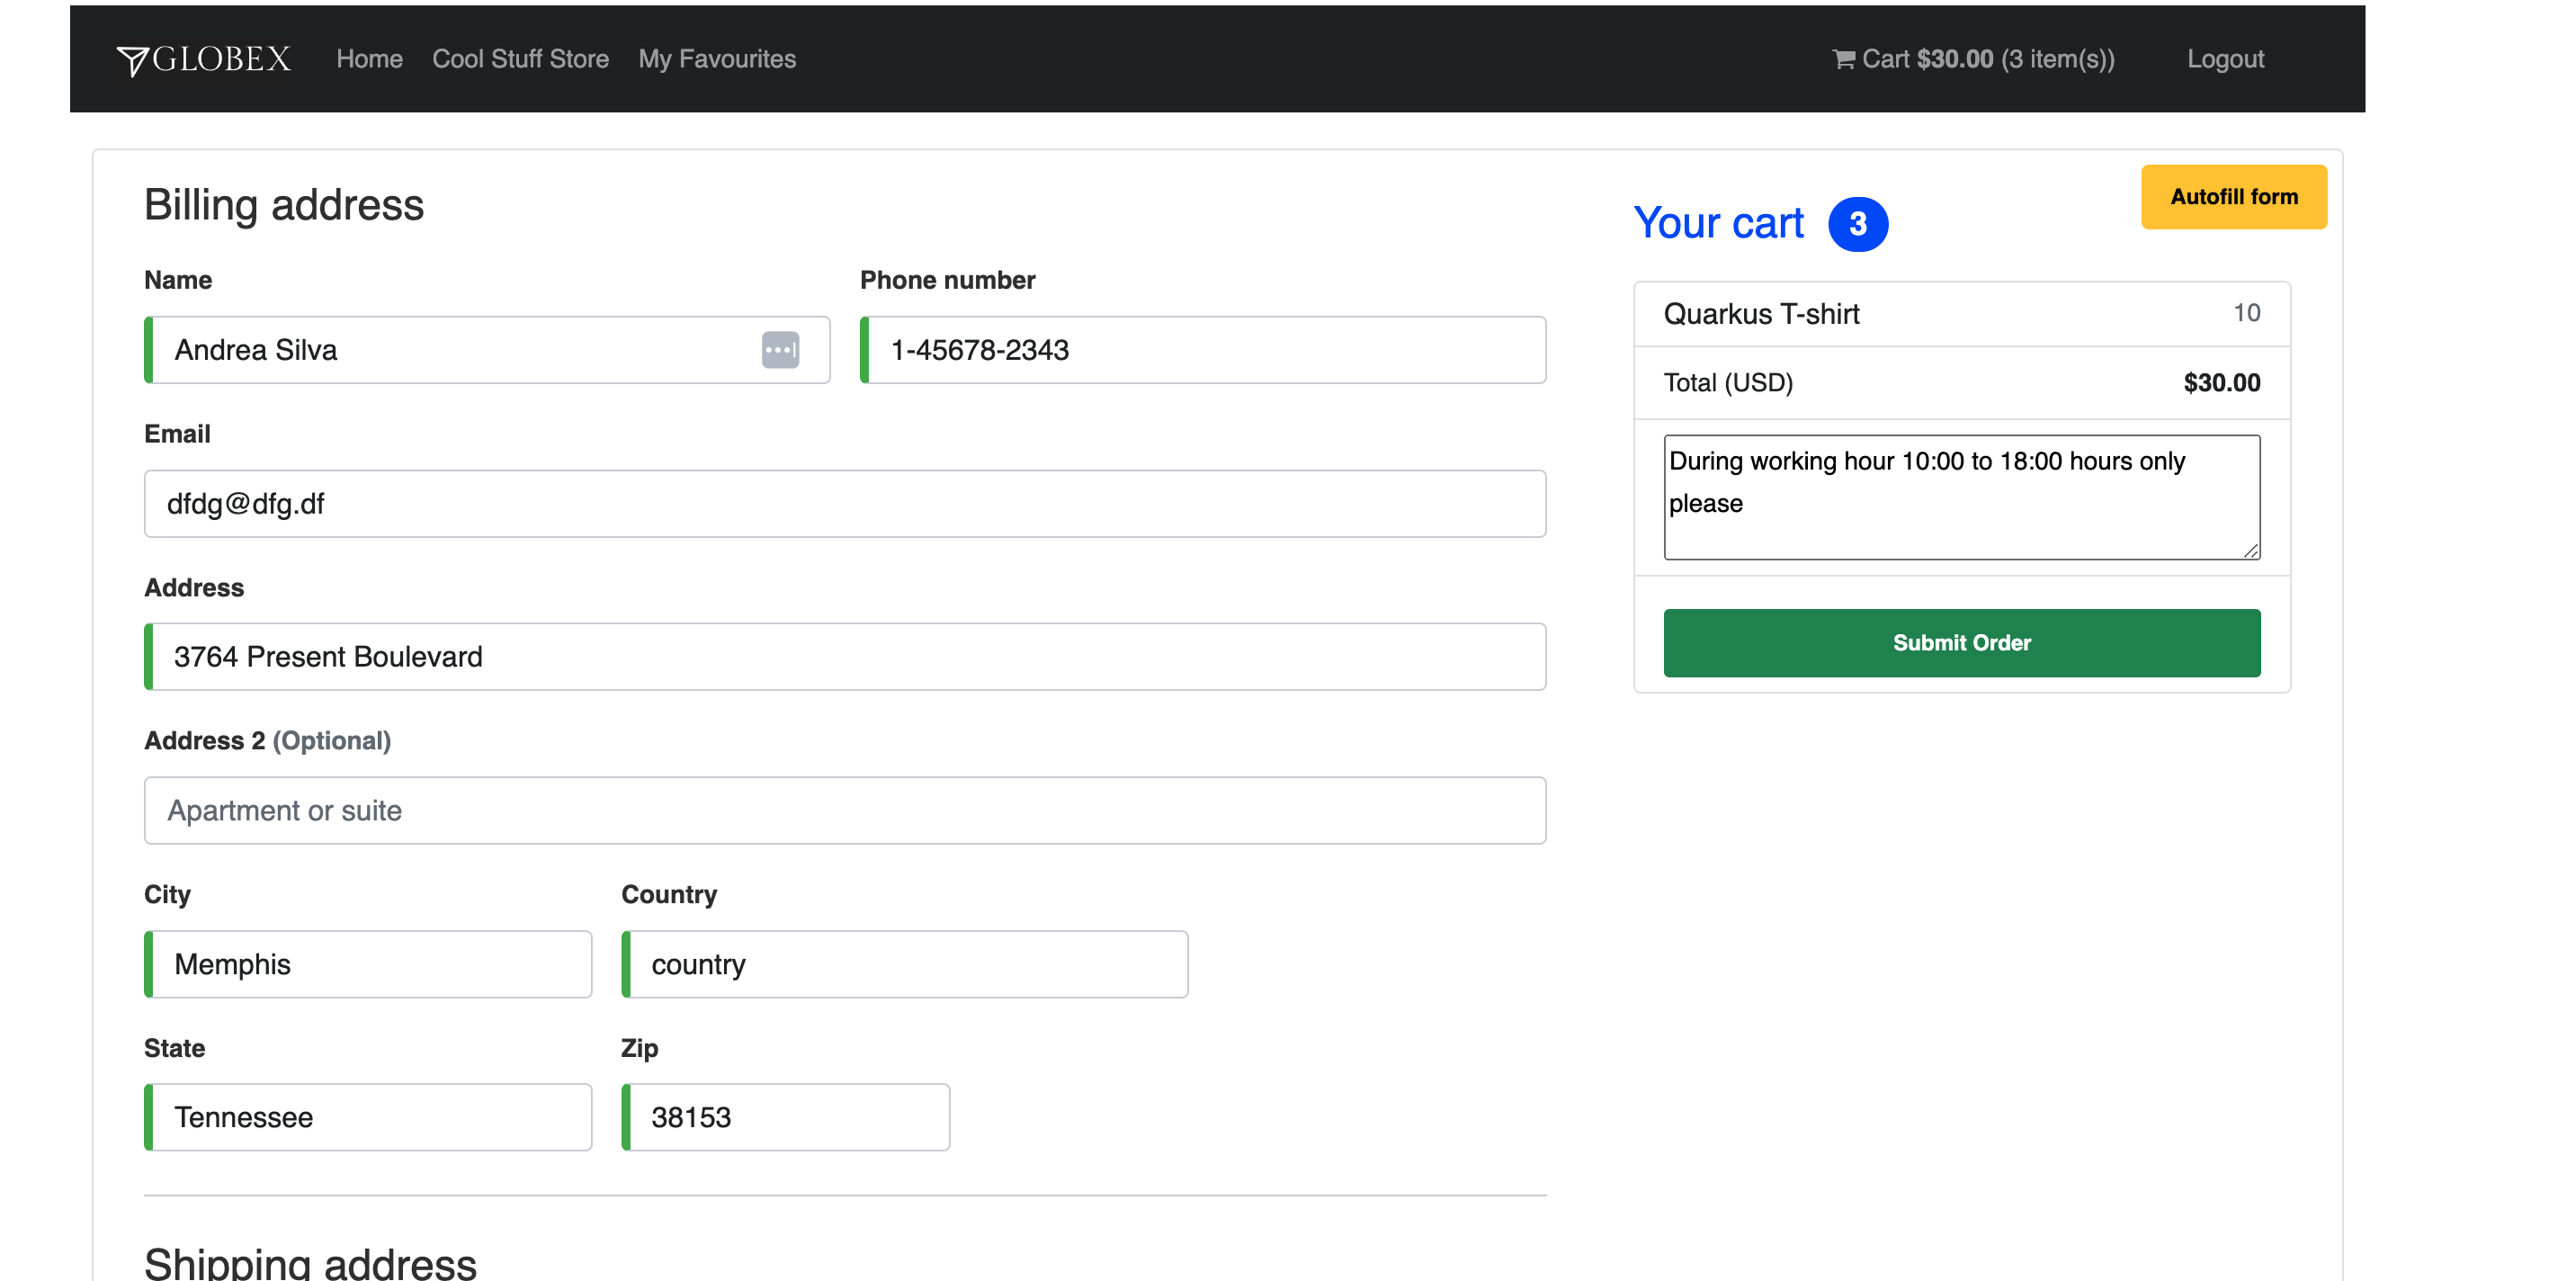 GLOBEX Home Cool Stuff Store My Favourites Cart $30.00 (3 item(s)) Logout
Billing address
Name Phone number
Andrea Silva 1-45678-2343
Email
dfdg@dfg.df
Address
3764 Present Boulevard
Address 2 (Optional)
Apartment or suite
City Country
Memphis country
State Zip
Tennessee 38153
Shipping address
Autofill form
Your cart 3
Quarkus T-shirt 10
Total (USD) $30.00
During working hour 10:00 to 18:00 hours only
please
Submit Order